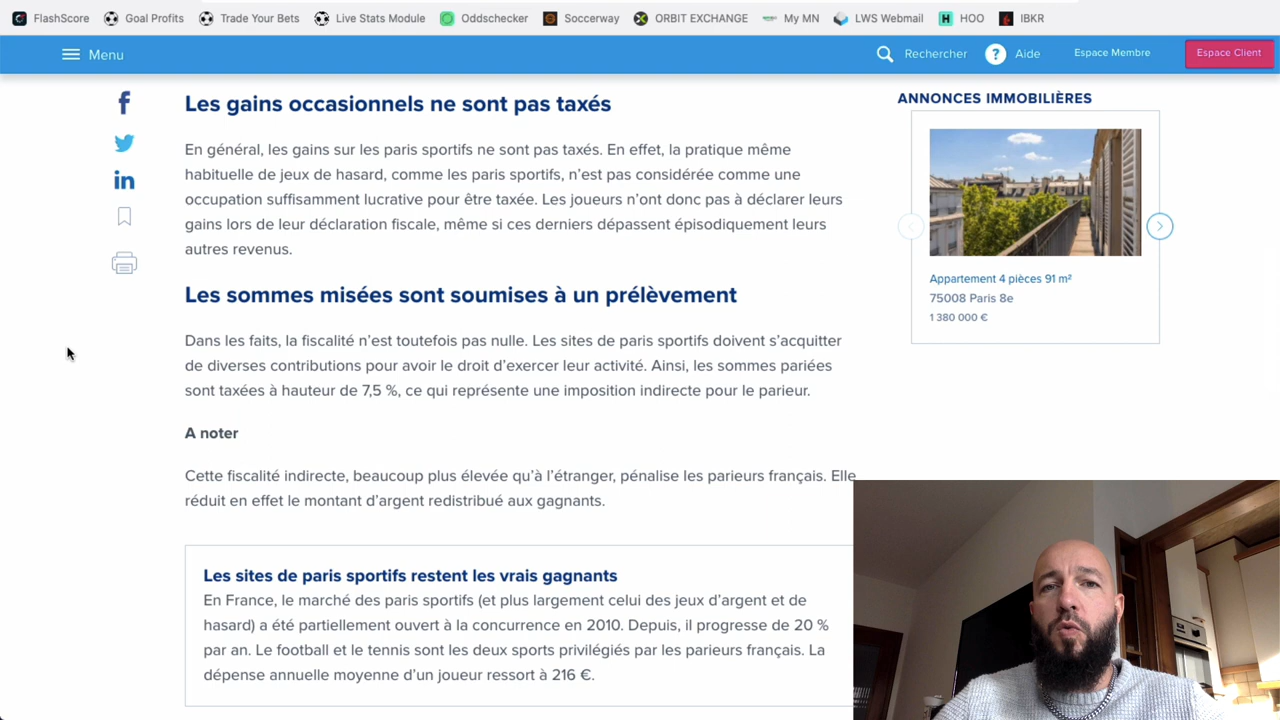 FlashScore Goal Profits Trade Your Bets Live Stats Module Oddschecker Soccerway ORBIT EXCHANGE My MN LWS Webmail HOO IBKR
Menu Rechercher Aide Espace Membre Espace Client
Les gains occasionnels ne sont pas taxés
En général, les gains sur les paris sportifs ne sont pas taxés. En effet, la pratique même
habituelle de jeux de hasard, comme les paris sportifs, n'est pas considérée comme une
occupation suffisamment lucrative pour être taxée. Les joueurs n'ont donc pas à déclarer leurs
gains lors de leur déclaration fiscale, même si ces derniers dépassent épisodiquement leurs
autres revenus.
Les sommes misées sont soumises à un prélèvement
Dans les faits, la fiscalité n'est toutefois pas nulle. Les sites de paris sportifs doivent s'acquitter
de diverses contributions pour avoir le droit d'exercer leur activité. Ainsi, les sommes pariées
sont taxées à hauteur de 7,5 %, ce qui représente une imposition indirecte pour le parieur.
A noter
Cette fiscalité indirecte, beaucoup plus élevée qu'à l'étranger, pénalise les parieurs français. Elle
réduit en effet le montant d'argent redistribué aux gagnants.
Les sites de paris sportifs restent les vrais gagnants
En France, le marché des paris sportifs (et plus largement celui des jeux d'argent et de
hasard) a été partiellement ouvert à la concurrence en 2010. Depuis, il progresse de 20 %
par an. Le football et le tennis sont les deux sports privilégiés par les parieurs français. La
dépense annuelle moyenne d'un joueur ressort à 216 €.
ANNONCES IMMOBILIÈRES
Appartement 4 pièces 91 m²
75008 Paris 8e
1 380 000 €